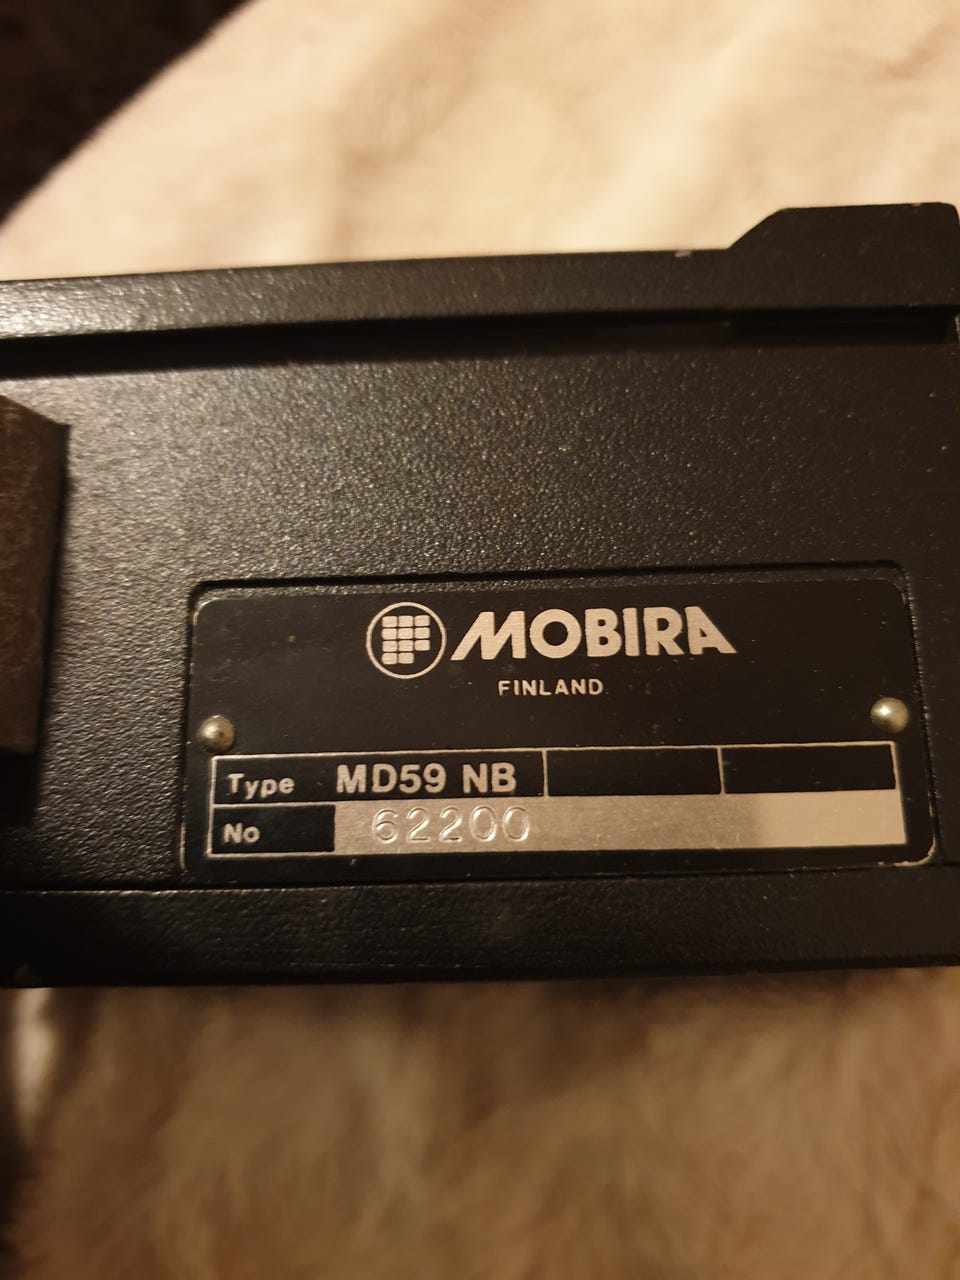 MOBIRA
FINLAND
Type MD59 NB
No 62200